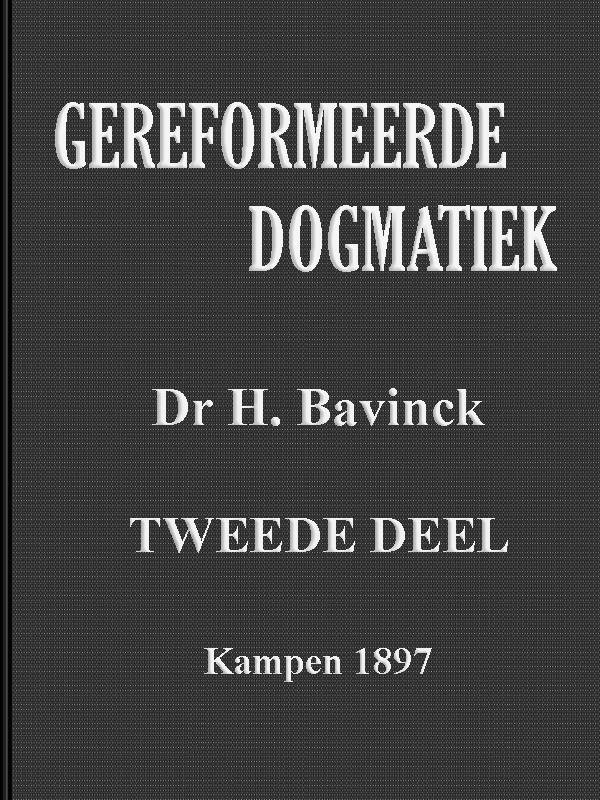 GEREFORMEERDE
DOGMATIEK
Dr H. Bavinck
TWEEDE DEEL
Kampen 1897